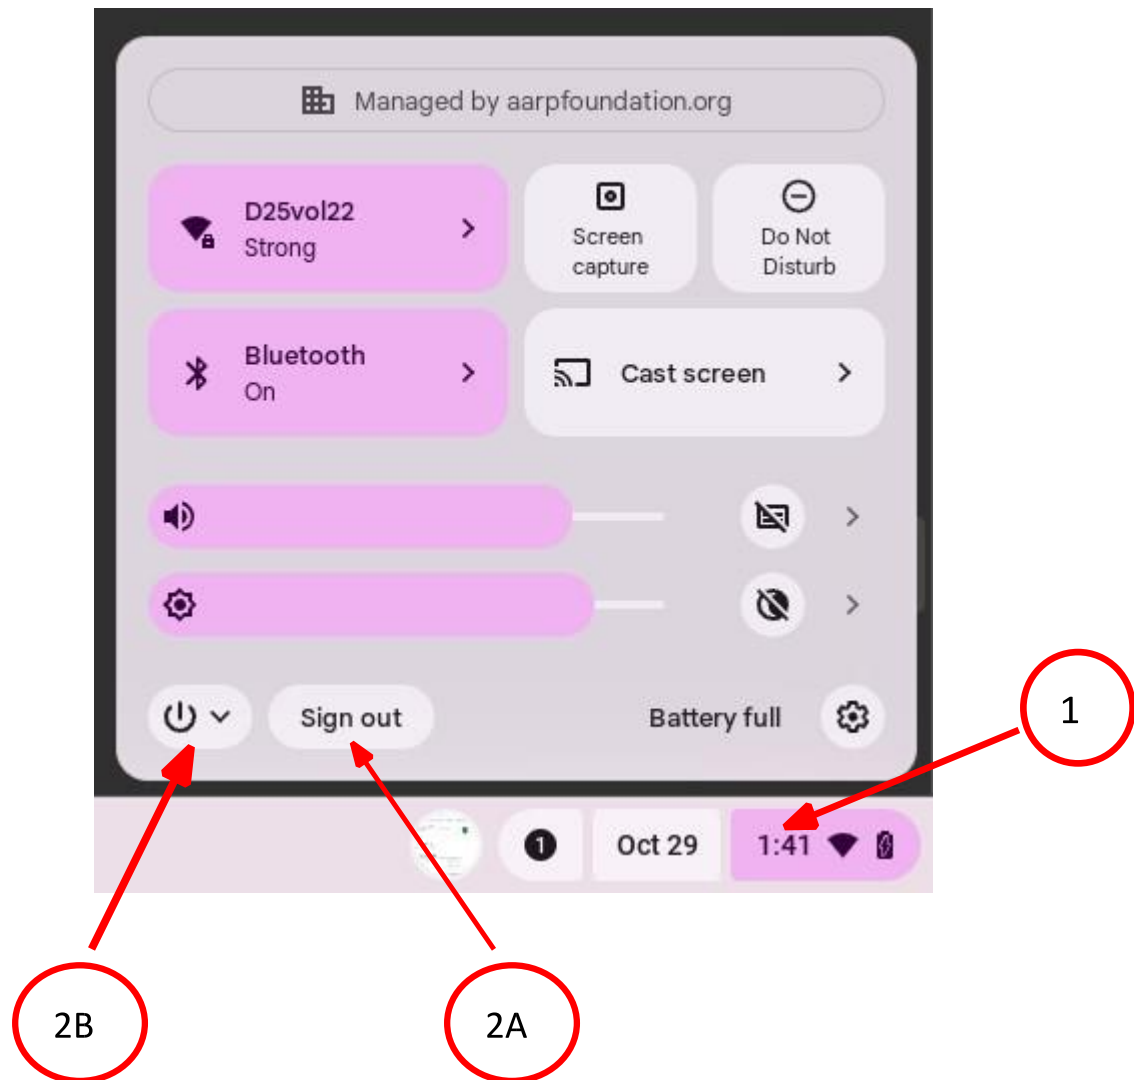 Managed by aarpfoundation.org
D25vol22
Strong
Screen
capture
Do Not
Disturb
Bluetooth
On
Cast screen
Sign out
Battery full
1
1
Oct 29
1:41
2B
2A